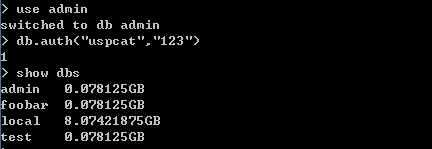 > use admin
switched to db admin
> db.auth("uspcat","123")
1
> show dbs
admin   0.078125GB
foobar  0.078125GB
local   8.07421875GB
test    0.078125GB